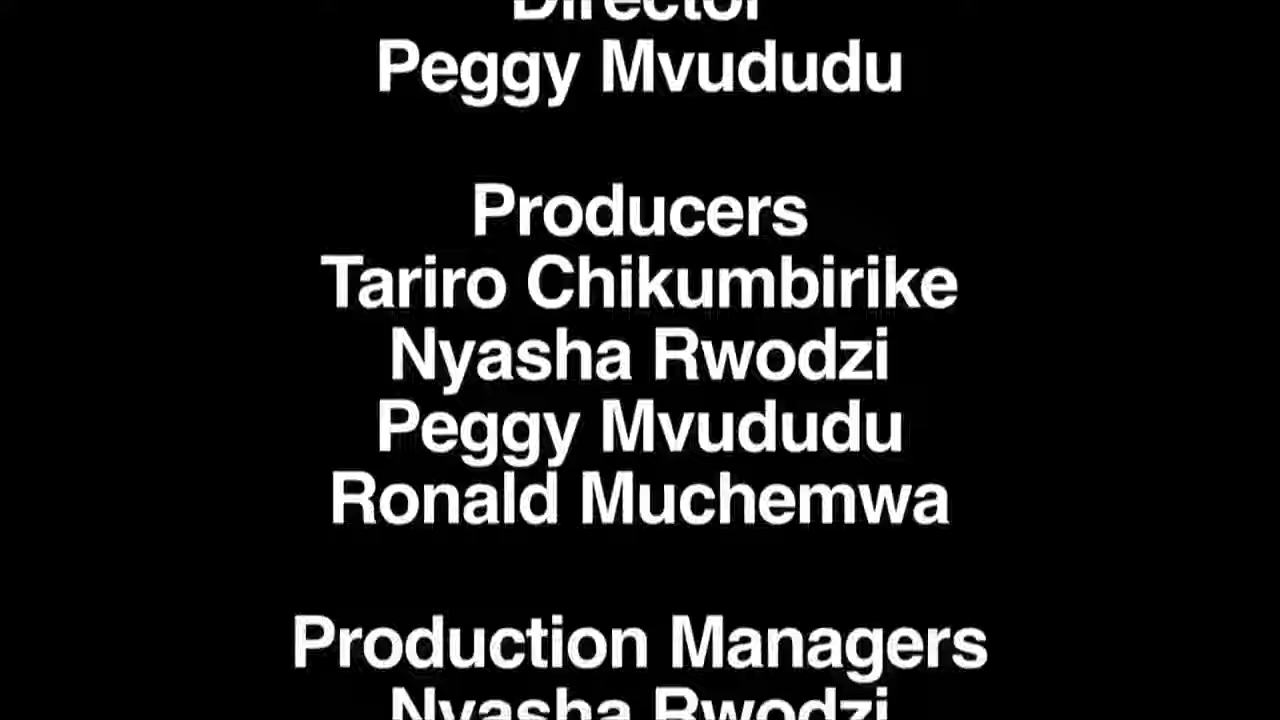 Director
Peggy Mvududu
Producers
Tariro Chikumbirike
Nyasha Rwodzi
Peggy Mvududu
Ronald Muchemwa
Production Managers
Nyasha Rwodzi